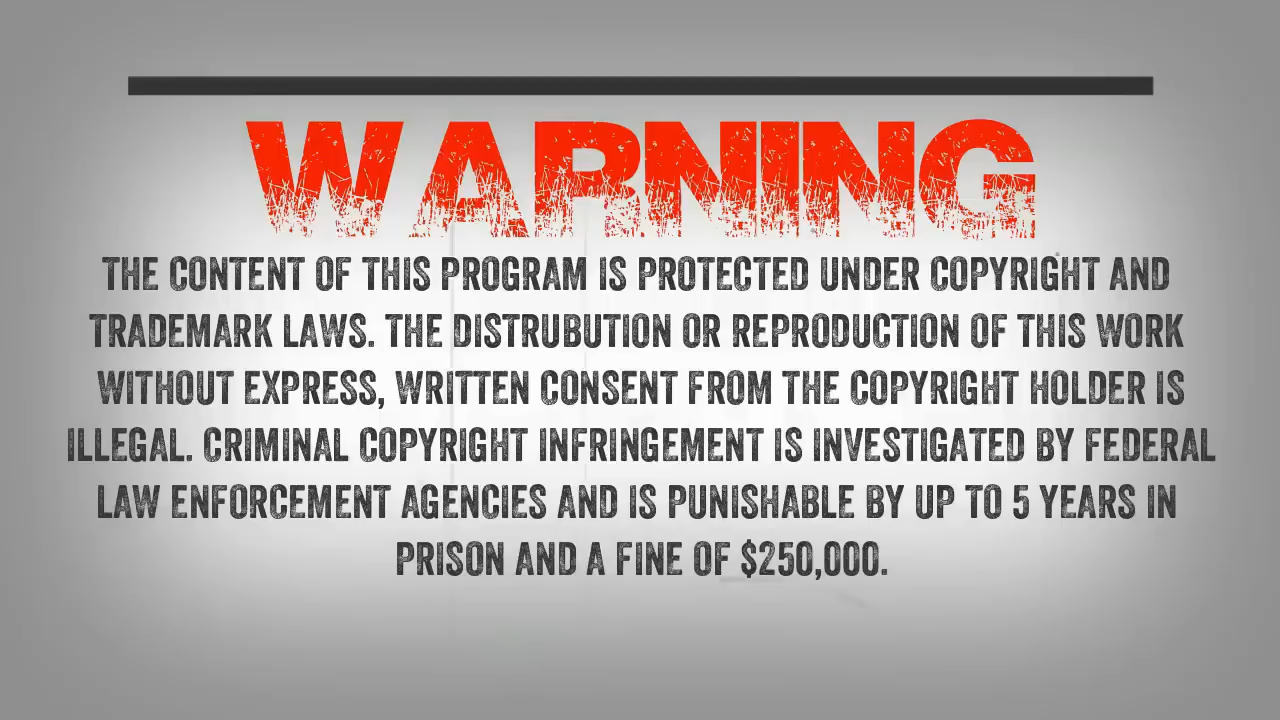 WARNING
THE CONTENT OF THIS PROGRAM IS PROTECTED UNDER COPYRIGHT AND
TRADEMARK LAWS. THE DISTRUBUTION OR REPRODUCTION OF THIS WORK
WITHOUT EXPRESS, WRITTEN CONSENT FROM THE COPYRIGHT HOLDER IS
ILLEGAL. CRIMINAL COPYRIGHT INFRINGEMENT IS INVESTIGATED BY FEDERAL
LAW ENFORCEMENT AGENCIES AND IS PUNISHABLE BY UP TO 5 YEARS IN
PRISON AND A FINE OF $250,000.